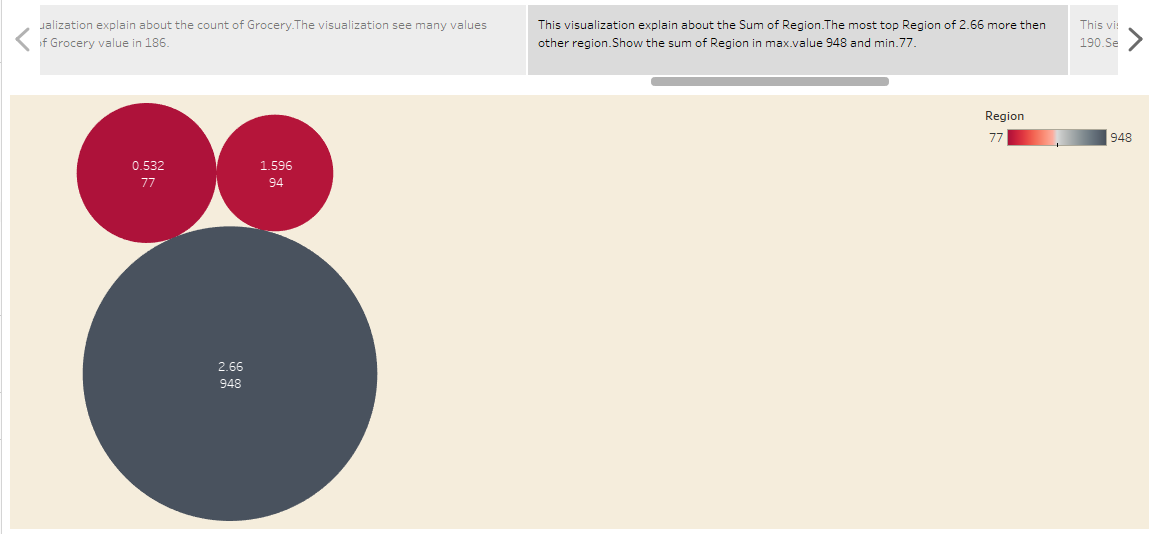 ualization explain about the count of Grocery.The visualization see many values
of Grocery value in 186.
This visualization explain about the Sum of Region.The most top Region of 2.66 more then
other region.Show the sum of Region in max.value 948 and min.77.
This vis
190.Se
Region
77 948
0.532
77
1.596
94
2.66
948